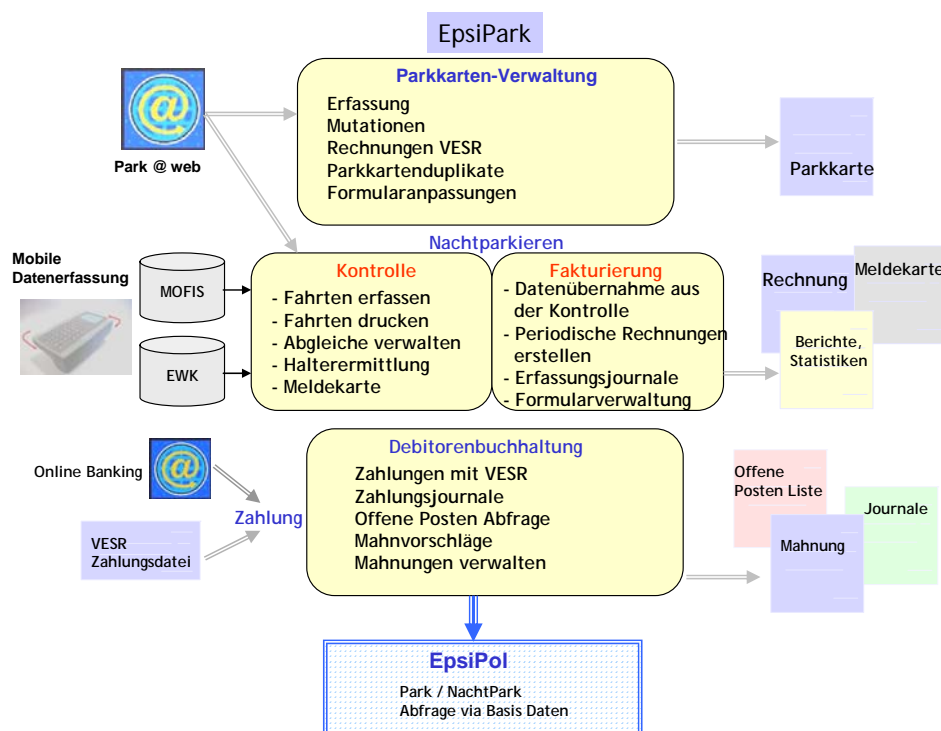 EpsiPark
Parkkarten-Verwaltung
Erfassung
Mutationen
Rechnungen VESR
Parkkartenduplikate
Formularanpassungen
Park @ web
Parkkarte
Nachtparkieren
Mobile
Datenerfassung
MOFIS
EWK
Kontrolle
- Fahrten erfassen
- Fahrten drucken
- Abgleiche verwalten
- Halterermittlung
- Meldekarte
Fakturierung
- Datenübernahme aus
der Kontrolle
- Periodische Rechnungen
erstellen
- Erfassungsjournale
- Formularverwaltung
Rechnung
Meldekarte
Berichte,
Statistiken
Debitorenbuchhaltung
Zahlungen mit VESR
Zahlungsjournale
Offene Posten Abfrage
Mahnvorschläge
Mahnungen verwalten
Online Banking
Zahlung
VESR
Zahlungsdatei
Offene
Posten Liste
Journale
Mahnung
EpsiPol
Park / NachtPark
Abfrage via Basis Daten